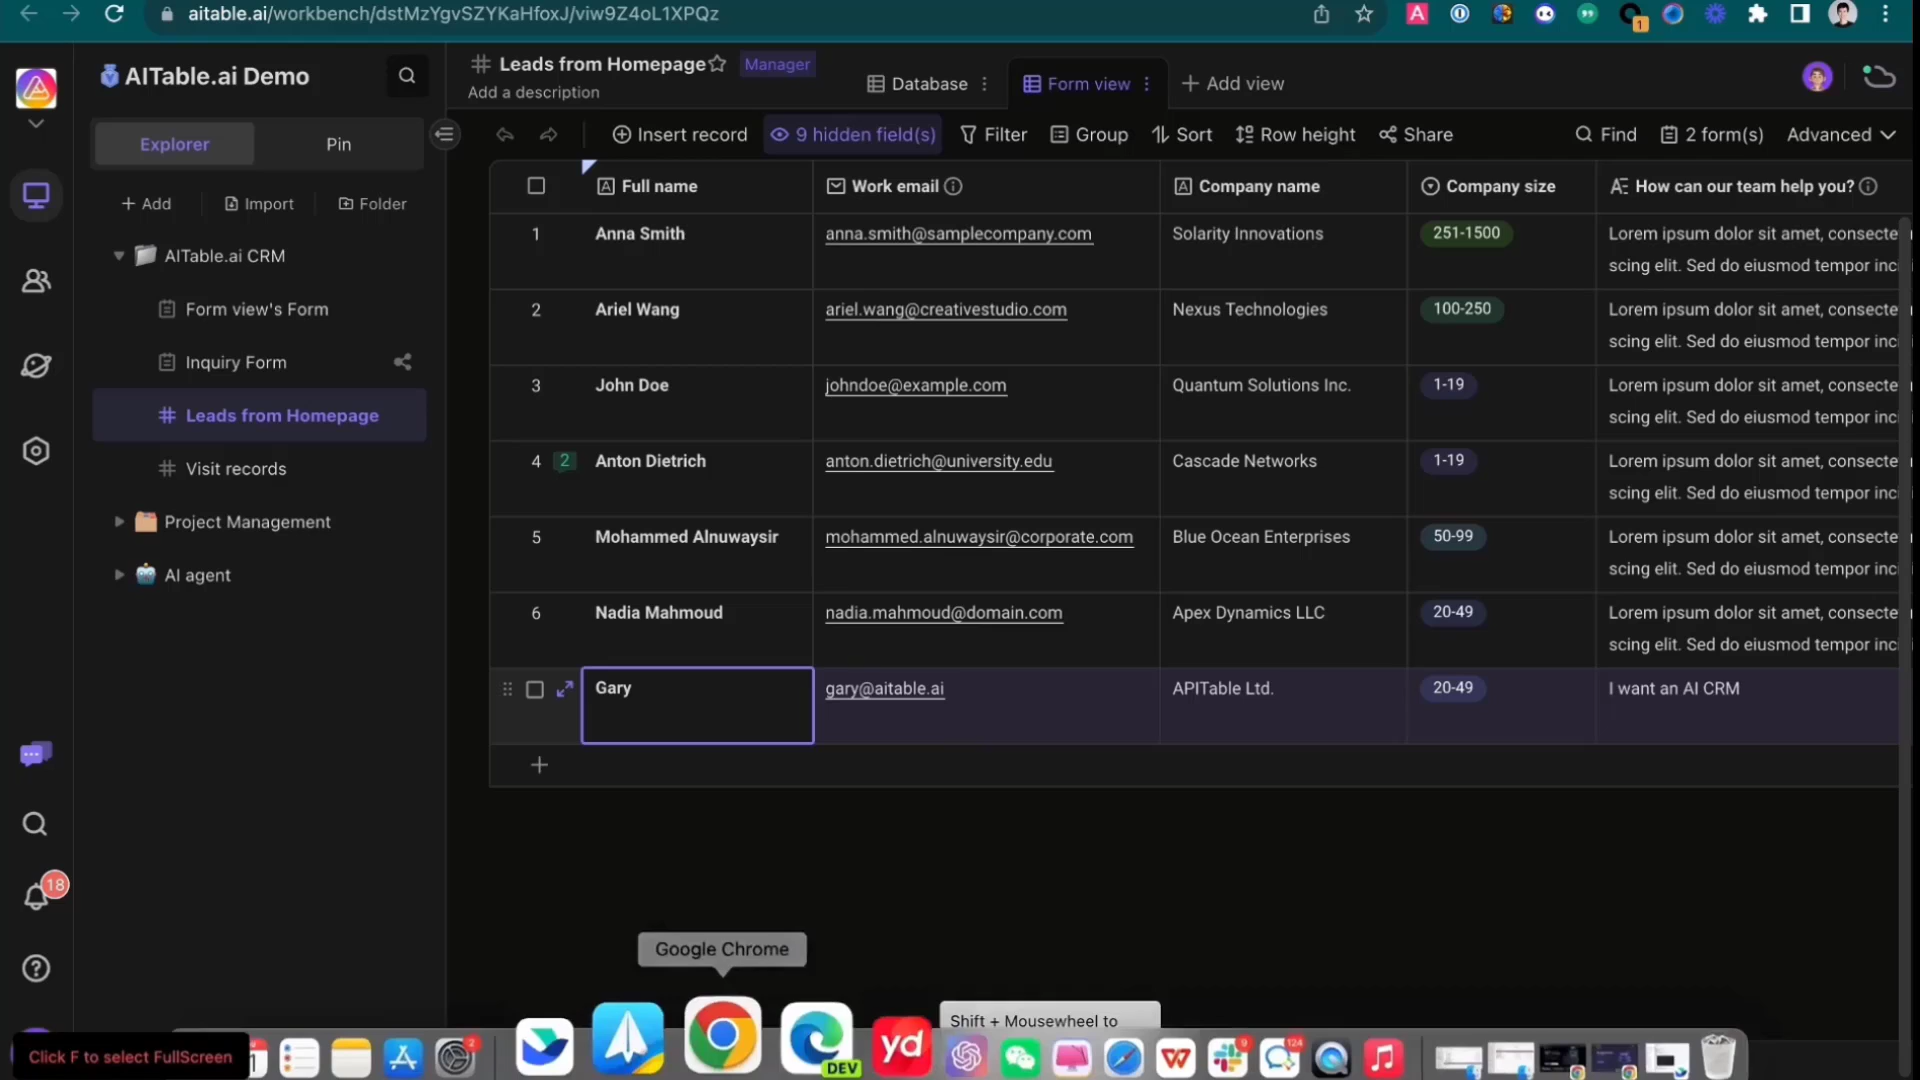 aitable.ai/workbench/dstMzYgvSZYKaHfoxJ/viw9Z4oL1XPQz
1
AITable.ai Demo
Leads from Homepage
Manager
Add a description
Database
Form view
Add view
Explorer
Pin
Insert record
9 hidden field(s)
Filter
Group
Sort
Row height
Share
Find
2 form(s)
Advanced
Add
Import
Folder
AITable.ai CRM
Form view's Form
Inquiry Form
Leads from Homepage
Visit records
Project Management
AI agent
18
Full name
Work email
Company name
Company size
How can our team help you?
1
Anna Smith
anna.smith@samplecompany.com
Solarity Innovations
251-1500
Lorem ipsum dolor sit amet, consecte
scing elit. Sed do eiusmod tempor inci
2
Ariel Wang
ariel.wang@creativestudio.com
Nexus Technologies
100-250
Lorem ipsum dolor sit amet, consecte
scing elit. Sed do eiusmod tempor inci
3
John Doe
johndoe@example.com
Quantum Solutions Inc.
1-19
Lorem ipsum dolor sit amet, consecte
scing elit. Sed do eiusmod tempor inci
4
2
Anton Dietrich
anton.dietrich@university.edu
Cascade Networks
1-19
Lorem ipsum dolor sit amet, consecte
scing elit. Sed do eiusmod tempor inci
5
Mohammed Alnuwaysir
mohammed.alnuwaysir@corporate.com
Blue Ocean Enterprises
50-99
Lorem ipsum dolor sit amet, consecte
scing elit. Sed do eiusmod tempor inci
6
Nadia Mahmoud
nadia.mahmoud@domain.com
Apex Dynamics LLC
20-49
Lorem ipsum dolor sit amet, consecte
scing elit. Sed do eiusmod tempor inci
Gary
gary@aitable.ai
APITable Ltd.
20-49
I want an AI CRM
Google Chrome
Shift + Mousewheel to
Click F to select FullScreen
2
DEV
yd
9
124